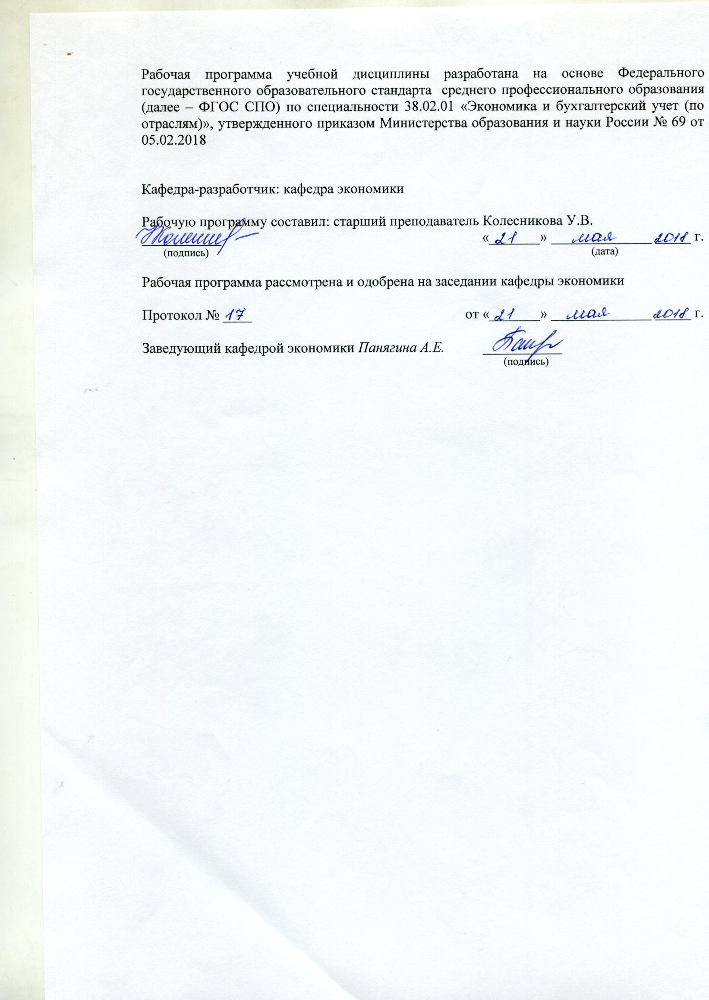 Рабочая программа учебной дисциплины разработана на основе Федерального
государственного образовательного стандарта среднего профессионального образования
(далее – ФГОС СПО) по специальности 38.02.01 «Экономика и бухгалтерский учет (по
отраслям)», утвержденного приказом Министерства образования и науки России № 69 от
05.02.2018
Кафедра-разработчик: кафедра экономики
Рабочую программу составил: старший преподаватель Колесникова У.В.
«21» мая 2018 г.
(подпись) (дата)
Рабочая программа рассмотрена и одобрена на заседании кафедры экономики
Протокол № 17 от «21» мая 2018 г.
Заведующий кафедрой экономики Панягина А.Е.
(подпись)